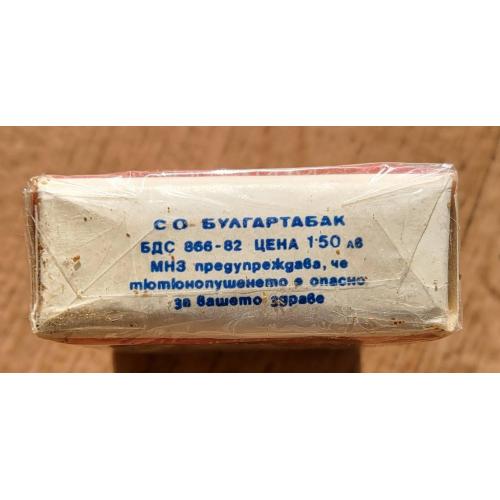 СО БУЛГАРТАБАК
БДС 866-82 ЦЕНА 1·50 лв
МНЗ предупреждава, че
тютюнопушенето е опасно
за вашето здраве